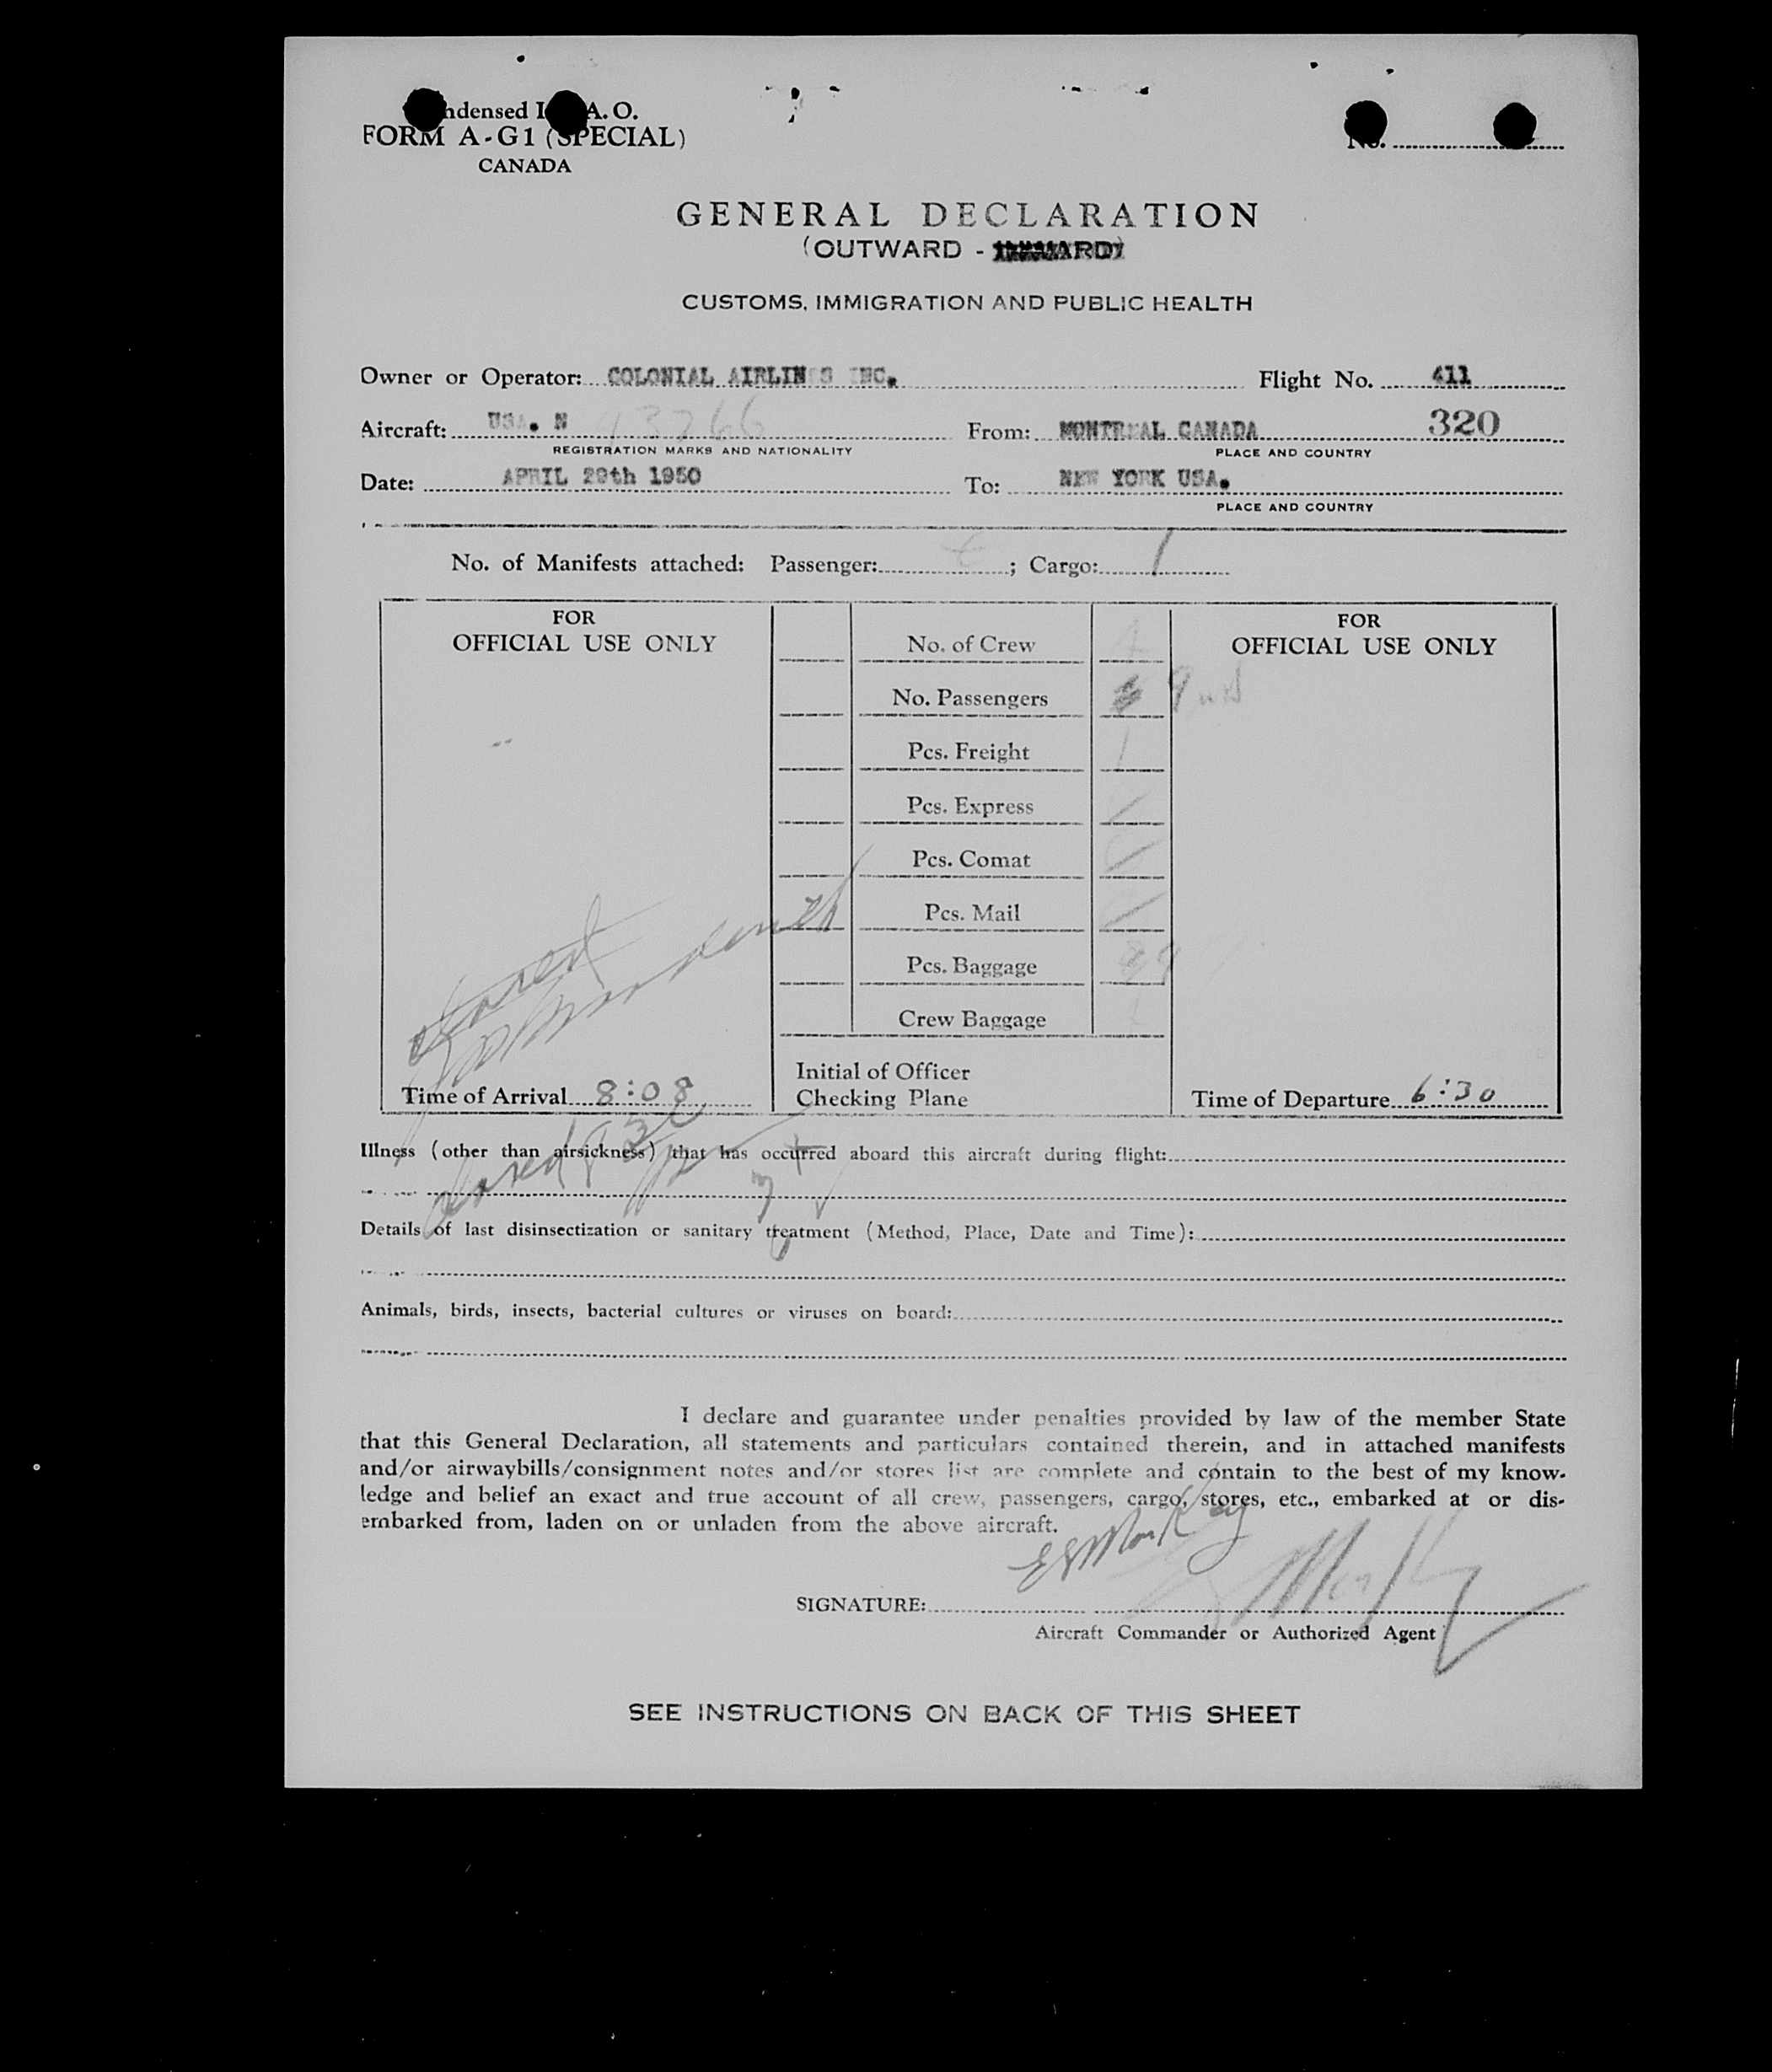 ndensed I A. O.
FORM A-G1 (SPECIAL)
CANADA
No.
GENERAL DECLARATION
(OUTWARD - INWARD)
CUSTOMS, IMMIGRATION AND PUBLIC HEALTH
Owner or Operator: COLONIAL AIRLINES INC. Flight No. 411
Aircraft: USA. N 93266 From: MONTREAL CANADA 320
REGISTRATION MARKS AND NATIONALITY PLACE AND COUNTRY
Date: APRIL 29th 1950 To: NEW YORK USA.
PLACE AND COUNTRY
No. of Manifests attached: Passenger: ; Cargo: 1
FOR
OFFICIAL USE ONLY
No. of Crew 4
No. Passengers
Pcs. Freight
Pcs. Express
Pcs. Comat
Pcs. Mail
Pcs. Baggage
Crew Baggage
Initial of Officer
Checking Plane
Time of Arrival 8:08
FOR
OFFICIAL USE ONLY
Time of Departure 6:30
Illness (other than airsickness) that has occurred aboard this aircraft during flight:
Details of last disinsectization or sanitary treatment (Method, Place, Date and Time):
Animals, birds, insects, bacterial cultures or viruses on board:
I declare and guarantee under penalties provided by law of the member State
that this General Declaration, all statements and particulars contained therein, and in attached manifests
and/or airwaybills/consignment notes and/or stores list are complete and contain to the best of my know-
ledge and belief an exact and true account of all crew, passengers, cargo, stores, etc., embarked at or dis-
embarked from, laden on or unladen from the above aircraft.
SIGNATURE:
Aircraft Commander or Authorized Agent
SEE INSTRUCTIONS ON BACK OF THIS SHEET